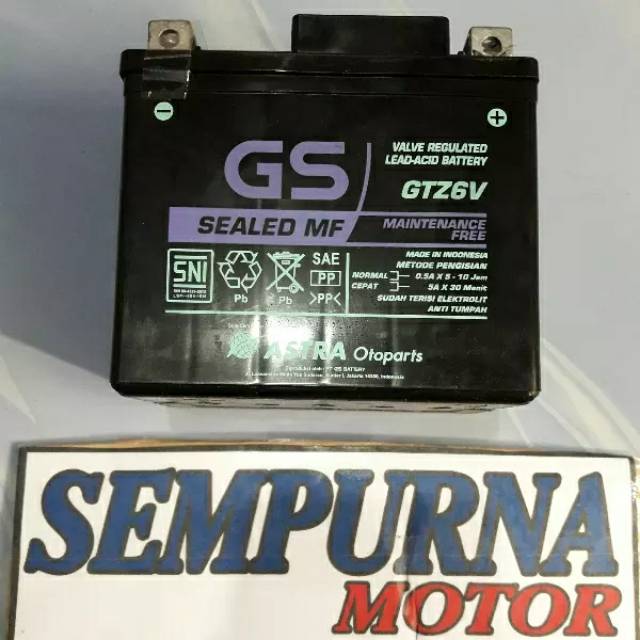 GS
VALVE REGULATED
LEAD-ACID BATTERY
GTZ6V
SEALED MF
MAINTENANCE
FREE
SNI
Pb
Pb
SAE
PP
>PP<
MADE IN INDONESIA
METODE PENGISIAN
NORMAL 0.5A X 5 - 10 Jam
CEPAT 5A X 30 Menit
SUDAH TERISI ELEKTROLIT
ANTI TUMPAH
ASTRA Otoparts
SEMPURNA
MOTOR